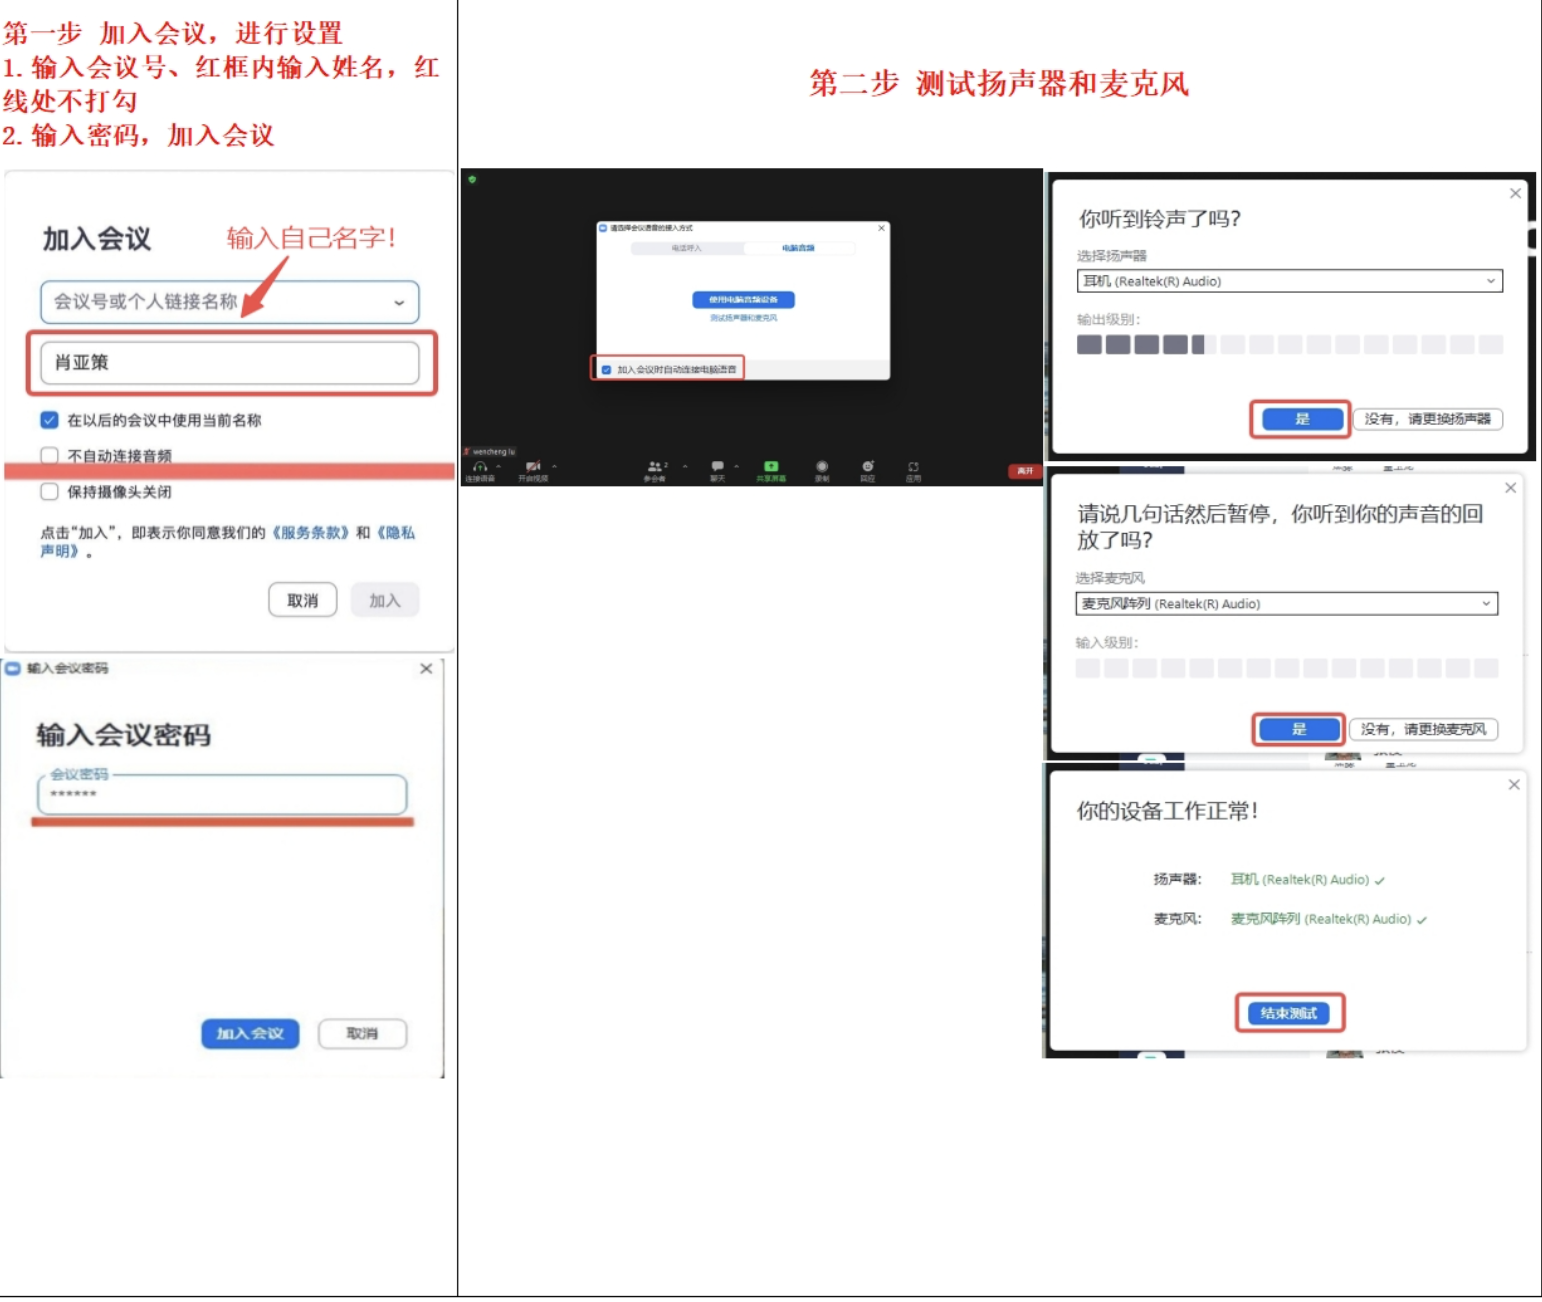 第一步 加入会议，进行设置
1.输入会议号、红框内输入姓名，红
线处不打勾
2.输入密码，加入会议
加入会议
输入自己名字！
会议号或个人链接名称
肖亚策
在以后的会议中使用当前名称
不自动连接音频
保持摄像头关闭
点击“加入”，即表示你同意我们的《服务条款》和《隐私
声明》。
取消
加入
输入会议密码
输入会议密码
会议密码
******
加入会议
取消
第二步 测试扬声器和麦克风
请选择会议语音的接入方式
电话呼入
电脑音频
使用电脑音频设备
测试扬声器和麦克风
加入会议时自动连接电脑语音
wencheng lu
连接语音
开启视频
2
参会者
聊天
共享屏幕
录制
回应
应用
离开
你听到铃声了吗？
选择扬声器
耳机 (Realtek(R) Audio)
输出级别：
是
没有，请更换扬声器
请说几句话然后暂停，你听到你的声音的回
放了吗？
选择麦克风
麦克风阵列 (Realtek(R) Audio)
输入级别：
是
没有，请更换麦克风
你的设备工作正常！
扬声器：
耳机 (Realtek(R) Audio)
麦克风：
麦克风阵列 (Realtek(R) Audio)
结束测试